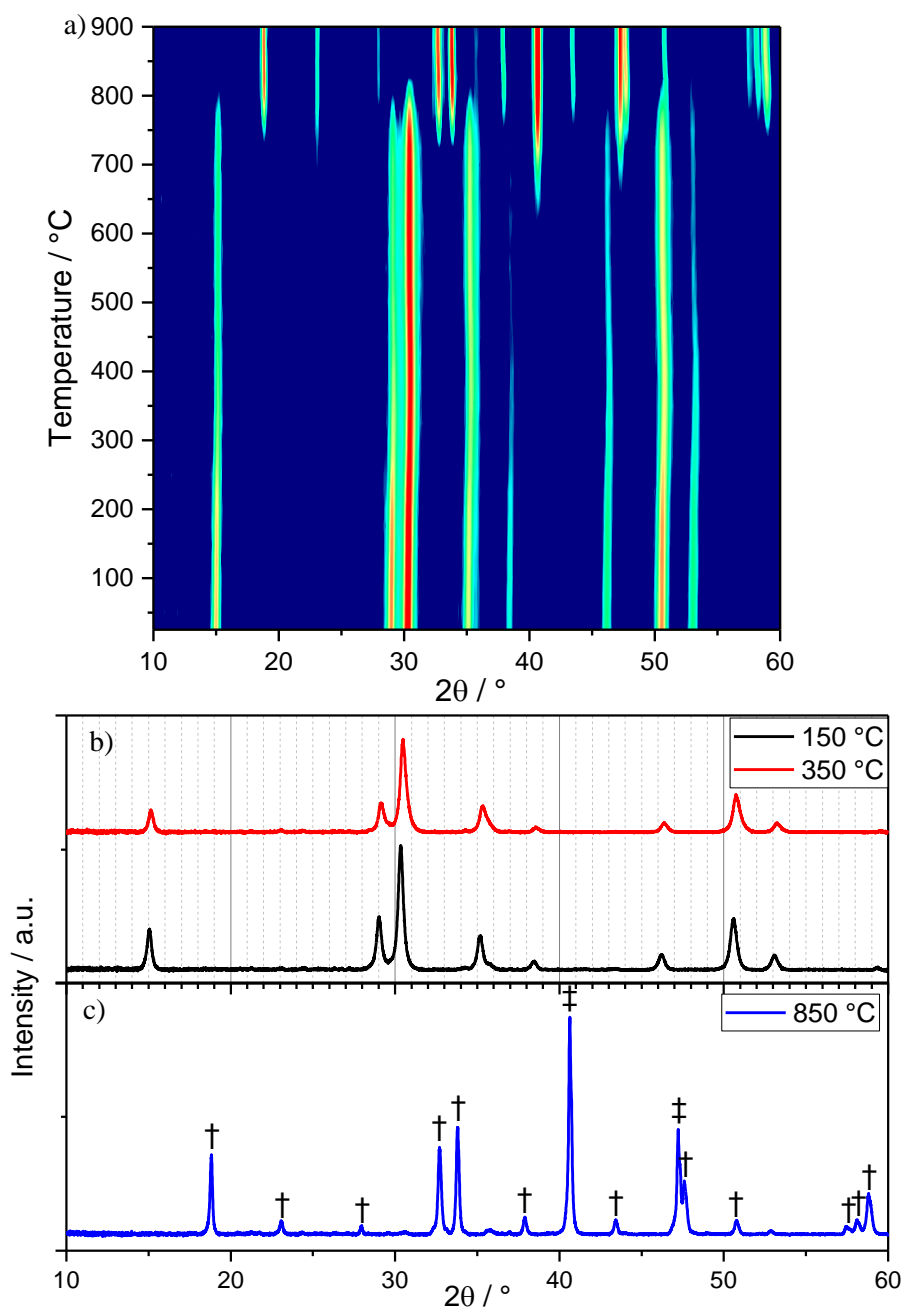 a)
900
800
700
600
500
400
300
200
100
Temperature / °C
10 20 30 40 50 60
2θ / °
b)
150 °C
350 °C
Intensity / a.u.
c)
850 °C
‡
† † † † † † † ‡ † † † † †
10 20 30 40 50 60
2θ / °